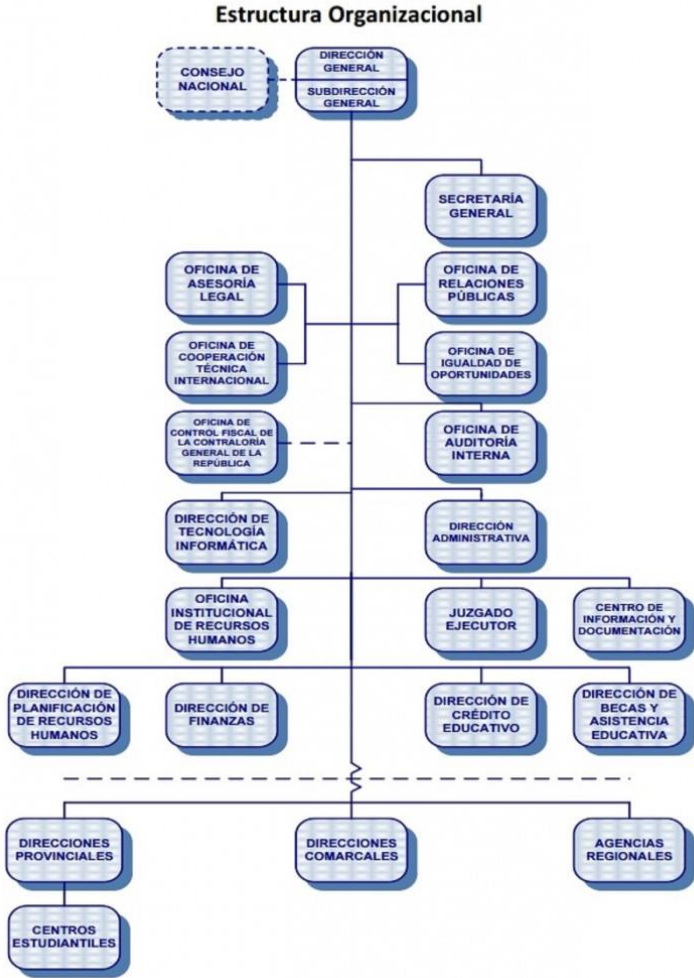 Estructura Organizacional
CONSEJO
NACIONAL
DIRECCIÓN
GENERAL
SUBDIRECCIÓN
GENERAL
SECRETARÍA
GENERAL
OFICINA DE
ASESORÍA
LEGAL
OFICINA DE
RELACIONES
PÚBLICAS
OFICINA DE
COOPERACIÓN
TÉCNICA
INTERNACIONAL
OFICINA DE
IGUALDAD DE
OPORTUNIDADES
OFICINA DE
CONTROL FISCAL DE
LA CONTRALORÍA
GENERAL DE LA
REPÚBLICA
OFICINA DE
AUDITORÍA
INTERNA
DIRECCIÓN DE
TECNOLOGÍA
INFORMÁTICA
DIRECCIÓN
ADMINISTRATIVA
OFICINA
INSTITUCIONAL
DE RECURSOS
HUMANOS
JUZGADO
EJECUTOR
CENTRO DE
INFORMACIÓN Y
DOCUMENTACIÓN
DIRECCIÓN DE
PLANIFICACIÓN
DE RECURSOS
HUMANOS
DIRECCIÓN DE
FINANZAS
DIRECCIÓN DE
CRÉDITO
EDUCATIVO
DIRECCIÓN DE
BECAS Y
ASISTENCIA
EDUCATIVA
DIRECCIONES
PROVINCIALES
DIRECCIONES
COMARCALES
AGENCIAS
REGIONALES
CENTROS
ESTUDIANTILES